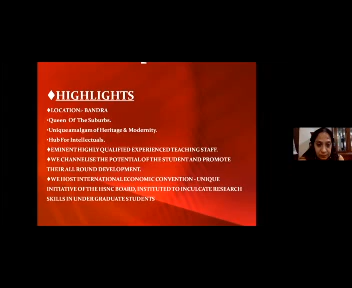 ♦HIGHLIGHTS
♦LOCATION:- BANDRA
•Queen Of The Suburbs.
•Unique amalgam of Heritage & Modernity.
•Hub For Intellectuals.
♦EMINENT HIGHLY QUALIFIED EXPERIENCED TEACHING STAFF.
♦WE CHANNELISE THE POTENTIAL OF THE STUDENT AND PROMOTE
THEIR ALL ROUND DEVELOPMENT.
♦WE HOST INTERNATIONAL ECONOMIC CONVENTION - UNIQUE
INITIATIVE OF THE HSNC BOARD, INSTITUTED TO INCULCATE RESEARCH
SKILLS IN UNDER GRADUATE STUDENTS